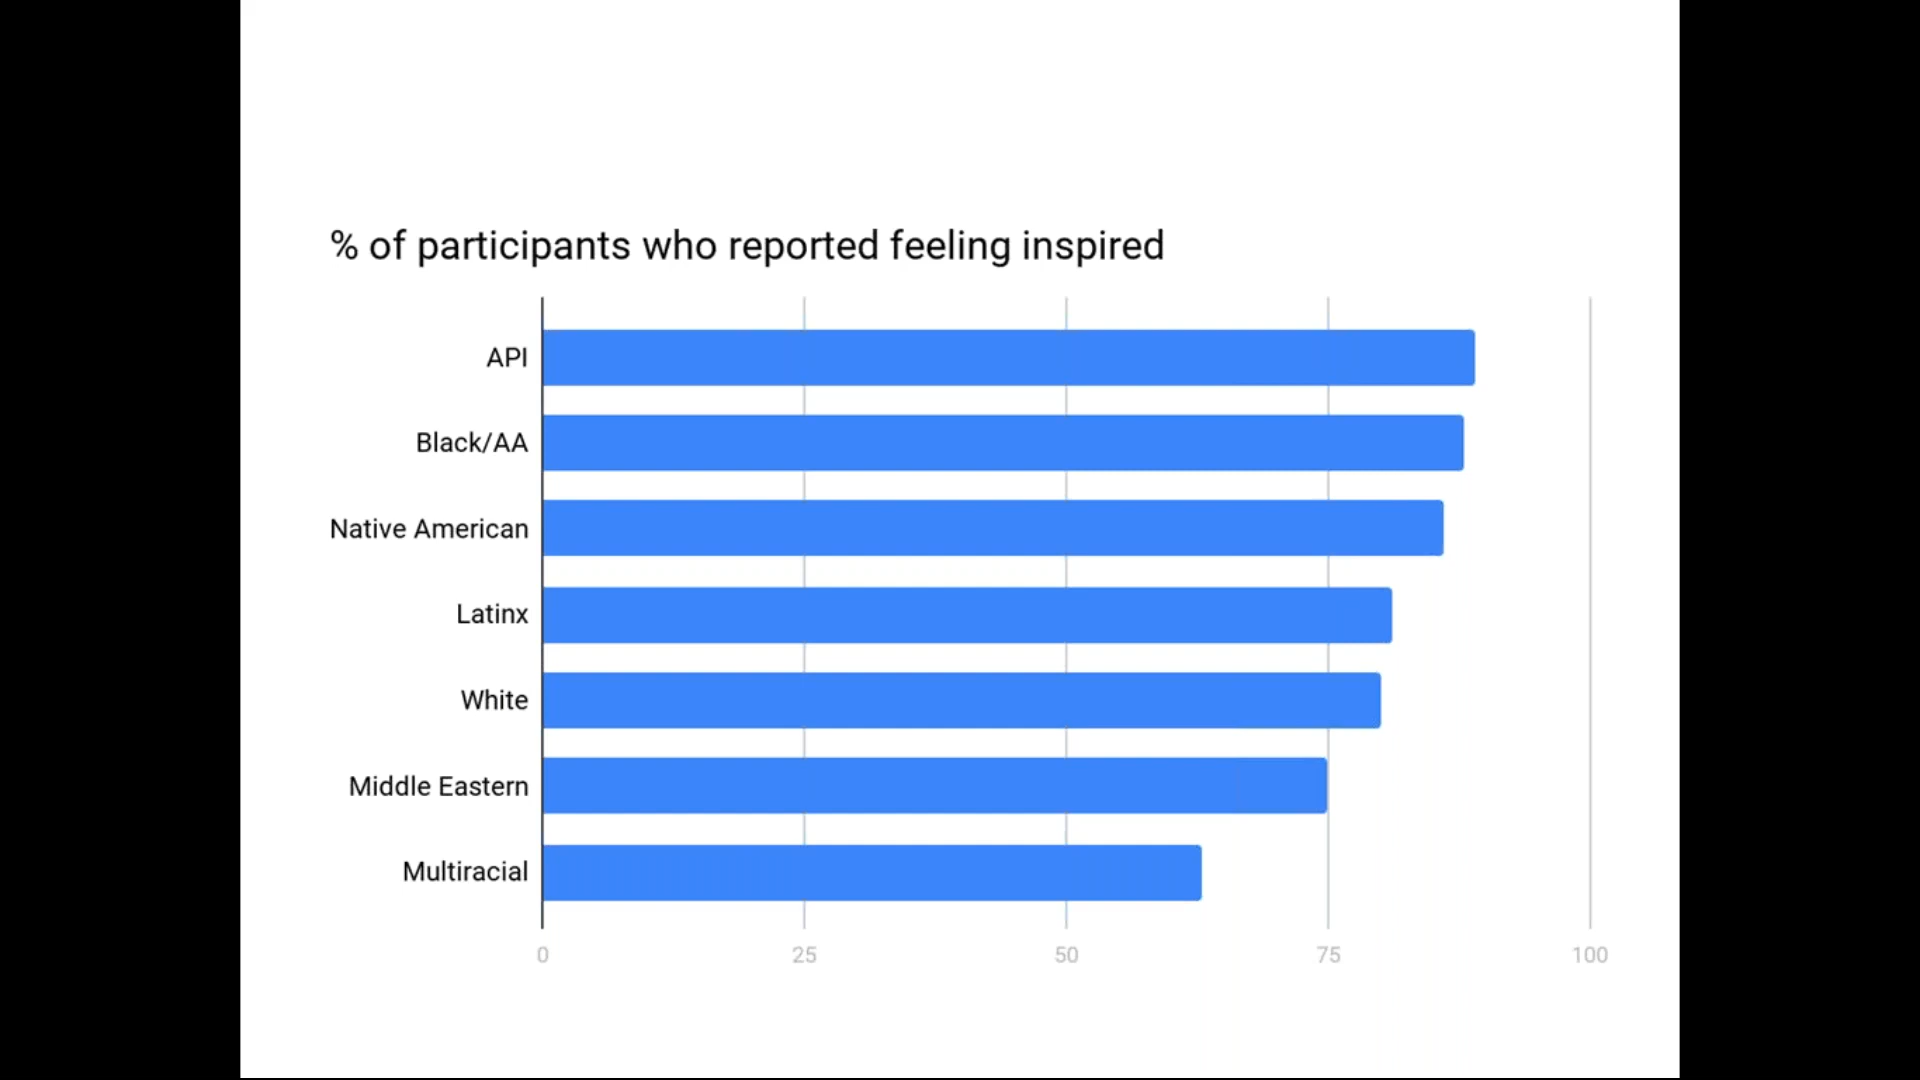 % of participants who reported feeling inspired
API
Black/AA
Native American
Latinx
White
Middle Eastern
Multiracial
0 25 50 75 100